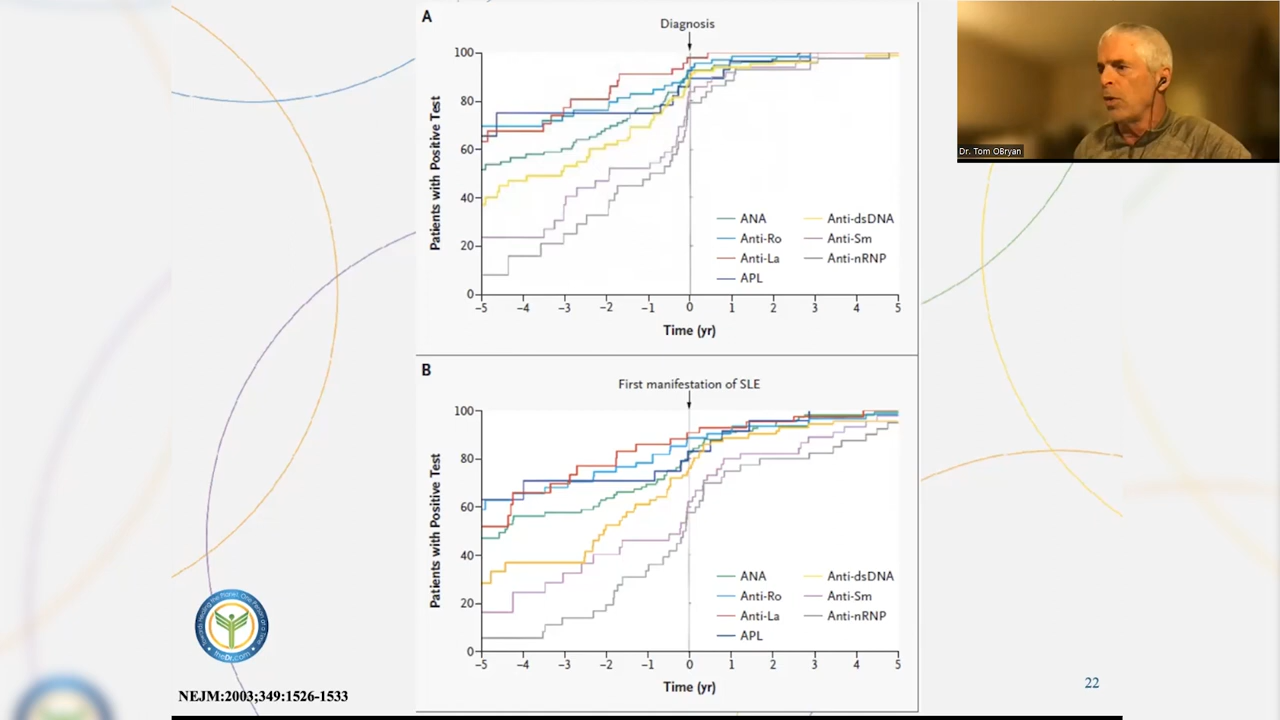 A
Diagnosis
100
80
60
40
20
0
Patients with Positive Test
ANA
Anti-Ro
Anti-La
APL
Anti-dsDNA
Anti-Sm
Anti-nRNP
-5 -4 -3 -2 -1 0 1 2 3 4 5
Time (yr)
B
First manifestation of SLE
100
80
60
40
20
0
Patients with Positive Test
ANA
Anti-Ro
Anti-La
APL
Anti-dsDNA
Anti-Sm
Anti-nRNP
-5 -4 -3 -2 -1 0 1 2 3 4 5
Time (yr)
Dr. Tom OBryan
theDr.com
NEJM:2003;349:1526-1533
22